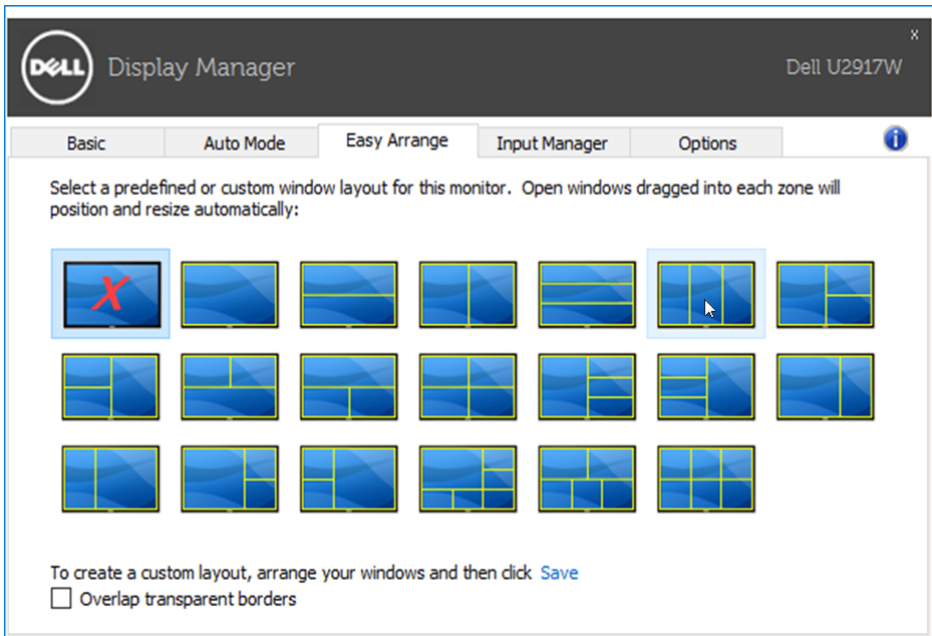 x
DELL
Display Manager
Dell U2917W
Basic
Auto Mode
Easy Arrange
Input Manager
Options
i
Select a predefined or custom window layout for this monitor. Open windows dragged into each zone will
position and resize automatically:
X
To create a custom layout, arrange your windows and then click Save
Overlap transparent borders